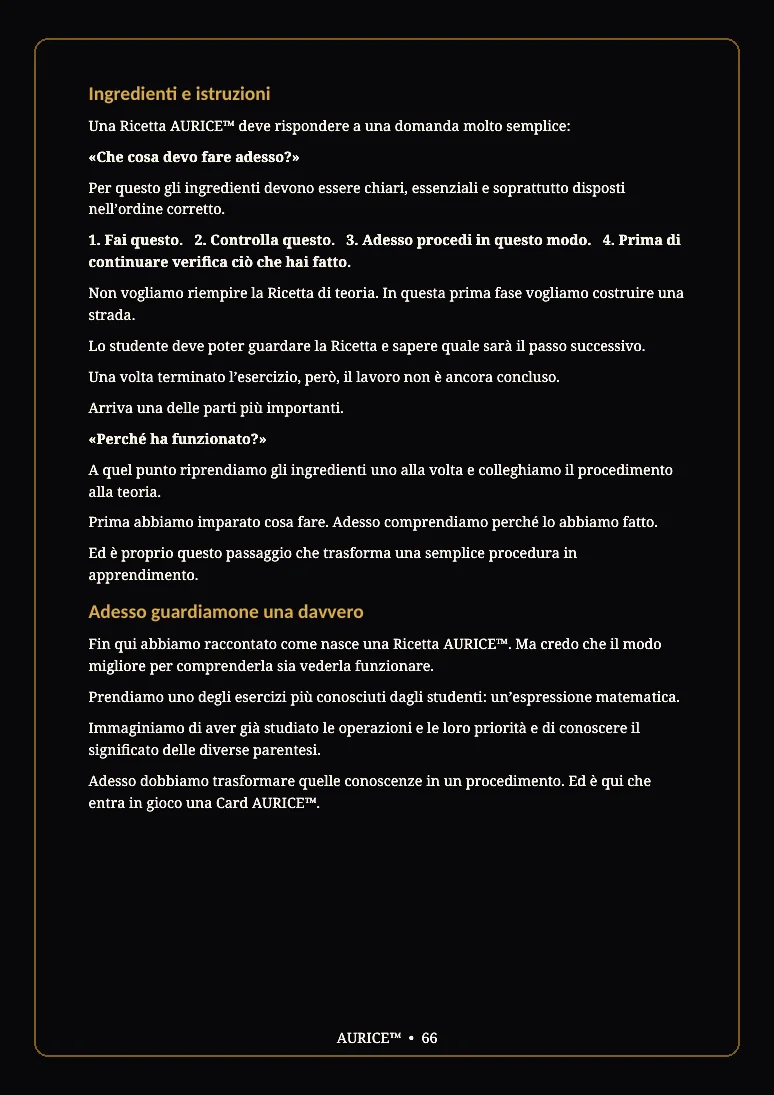 Ingredienti e istruzioni
Una Ricetta AURICE™ deve rispondere a una domanda molto semplice:
«Che cosa devo fare adesso?»
Per questo gli ingredienti devono essere chiari, essenziali e soprattutto disposti
nell’ordine corretto.
1. Fai questo.   2. Controlla questo.   3. Adesso procedi in questo modo.   4. Prima di
continuare verifica ciò che hai fatto.
Non vogliamo riempire la Ricetta di teoria. In questa prima fase vogliamo costruire una
strada.
Lo studente deve poter guardare la Ricetta e sapere quale sarà il passo successivo.
Una volta terminato l’esercizio, però, il lavoro non è ancora concluso.
Arriva una delle parti più importanti.
«Perché ha funzionato?»
A quel punto riprendiamo gli ingredienti uno alla volta e colleghiamo il procedimento
alla teoria.
Prima abbiamo imparato cosa fare. Adesso comprendiamo perché lo abbiamo fatto.
Ed è proprio questo passaggio che trasforma una semplice procedura in
apprendimento.
Adesso guardiamone una davvero
Fin qui abbiamo raccontato come nasce una Ricetta AURICE™. Ma credo che il modo
migliore per comprenderla sia vederla funzionare.
Prendiamo uno degli esercizi più conosciuti dagli studenti: un’espressione matematica.
Immaginiamo di aver già studiato le operazioni e le loro priorità e di conoscere il
significato delle diverse parentesi.
Adesso dobbiamo trasformare quelle conoscenze in un procedimento. Ed è qui che
entra in gioco una Card AURICE™.
AURICE™ • 66